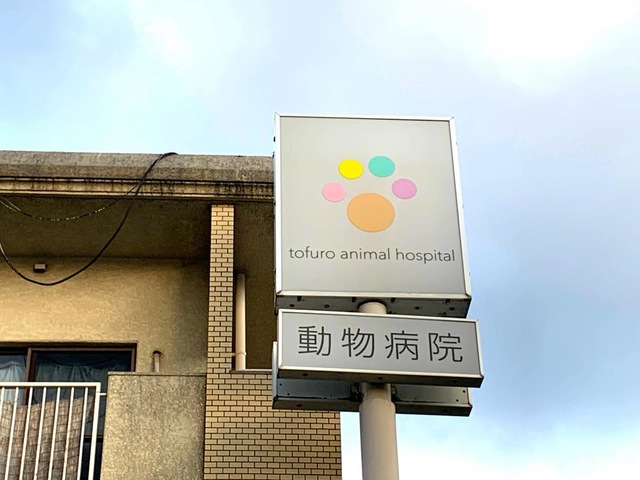 tofuro animal hospital
動物病院